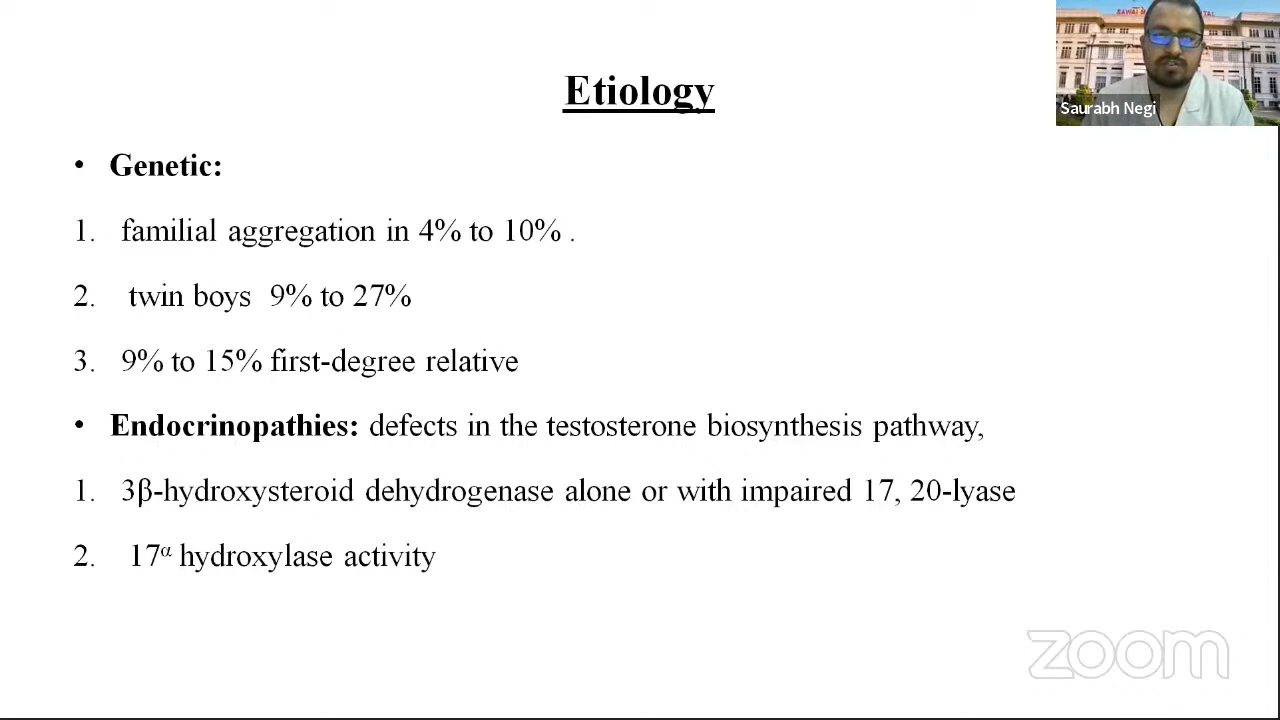 Etiology
• Genetic:
1. familial aggregation in 4% to 10% .
2. twin boys 9% to 27%
3. 9% to 15% first-degree relative
• Endocrinopathies: defects in the testosterone biosynthesis pathway,
1. 3β-hydroxysteroid dehydrogenase alone or with impaired 17, 20-lyase
2. 17α hydroxylase activity
Saurabh Negi
zoom